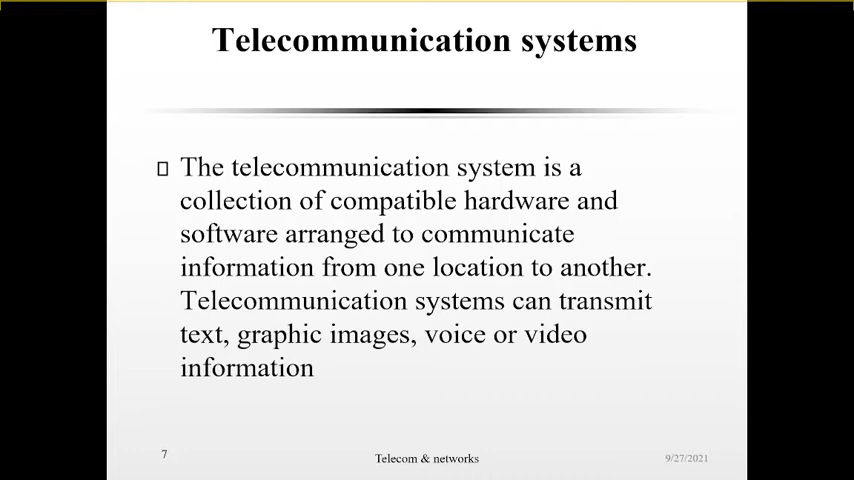 Telecommunication systems
The telecommunication system is a
collection of compatible hardware and
software arranged to communicate
information from one location to another.
Telecommunication systems can transmit
text, graphic images, voice or video
information
7
Telecom & networks
9/27/2021